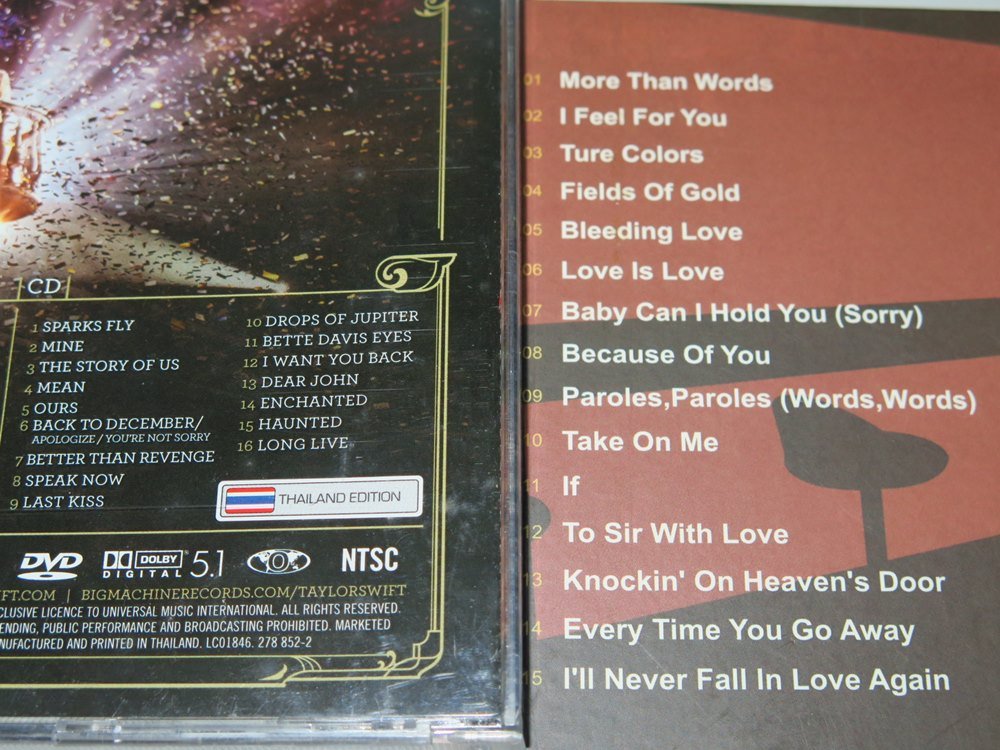 CD
1 SPARKS FLY
2 MINE
3 THE STORY OF US
4 MEAN
5 OURS
6 BACK TO DECEMBER/
APOLOGIZE / YOU'RE NOT SORRY
7 BETTER THAN REVENGE
8 SPEAK NOW
9 LAST KISS
10 DROPS OF JUPITER
11 BETTE DAVIS EYES
12 I WANT YOU BACK
13 DEAR JOHN
14 ENCHANTED
15 HAUNTED
16 LONG LIVE
THAILAND EDITION
DVD DOLBY DIGITAL 5.1 0 NTSC
IFT.COM | BIGMACHINERECORDS.COM/TAYLORSWIFT
CLUSIVE LICENCE TO UNIVERSAL MUSIC INTERNATIONAL. ALL RIGHTS RESERVED.
ENDING, PUBLIC PERFORMANCE AND BROADCASTING PROHIBITED. MARKETED
NUFACTURED AND PRINTED IN THAILAND. LC01846. 278 852-2
01 More Than Words
02 I Feel For You
03 Ture Colors
04 Fields Of Gold
05 Bleeding Love
06 Love Is Love
07 Baby Can I Hold You (Sorry)
08 Because Of You
09 Paroles,Paroles (Words,Words)
10 Take On Me
11 If
12 To Sir With Love
13 Knockin' On Heaven's Door
14 Every Time You Go Away
15 I'll Never Fall In Love Again